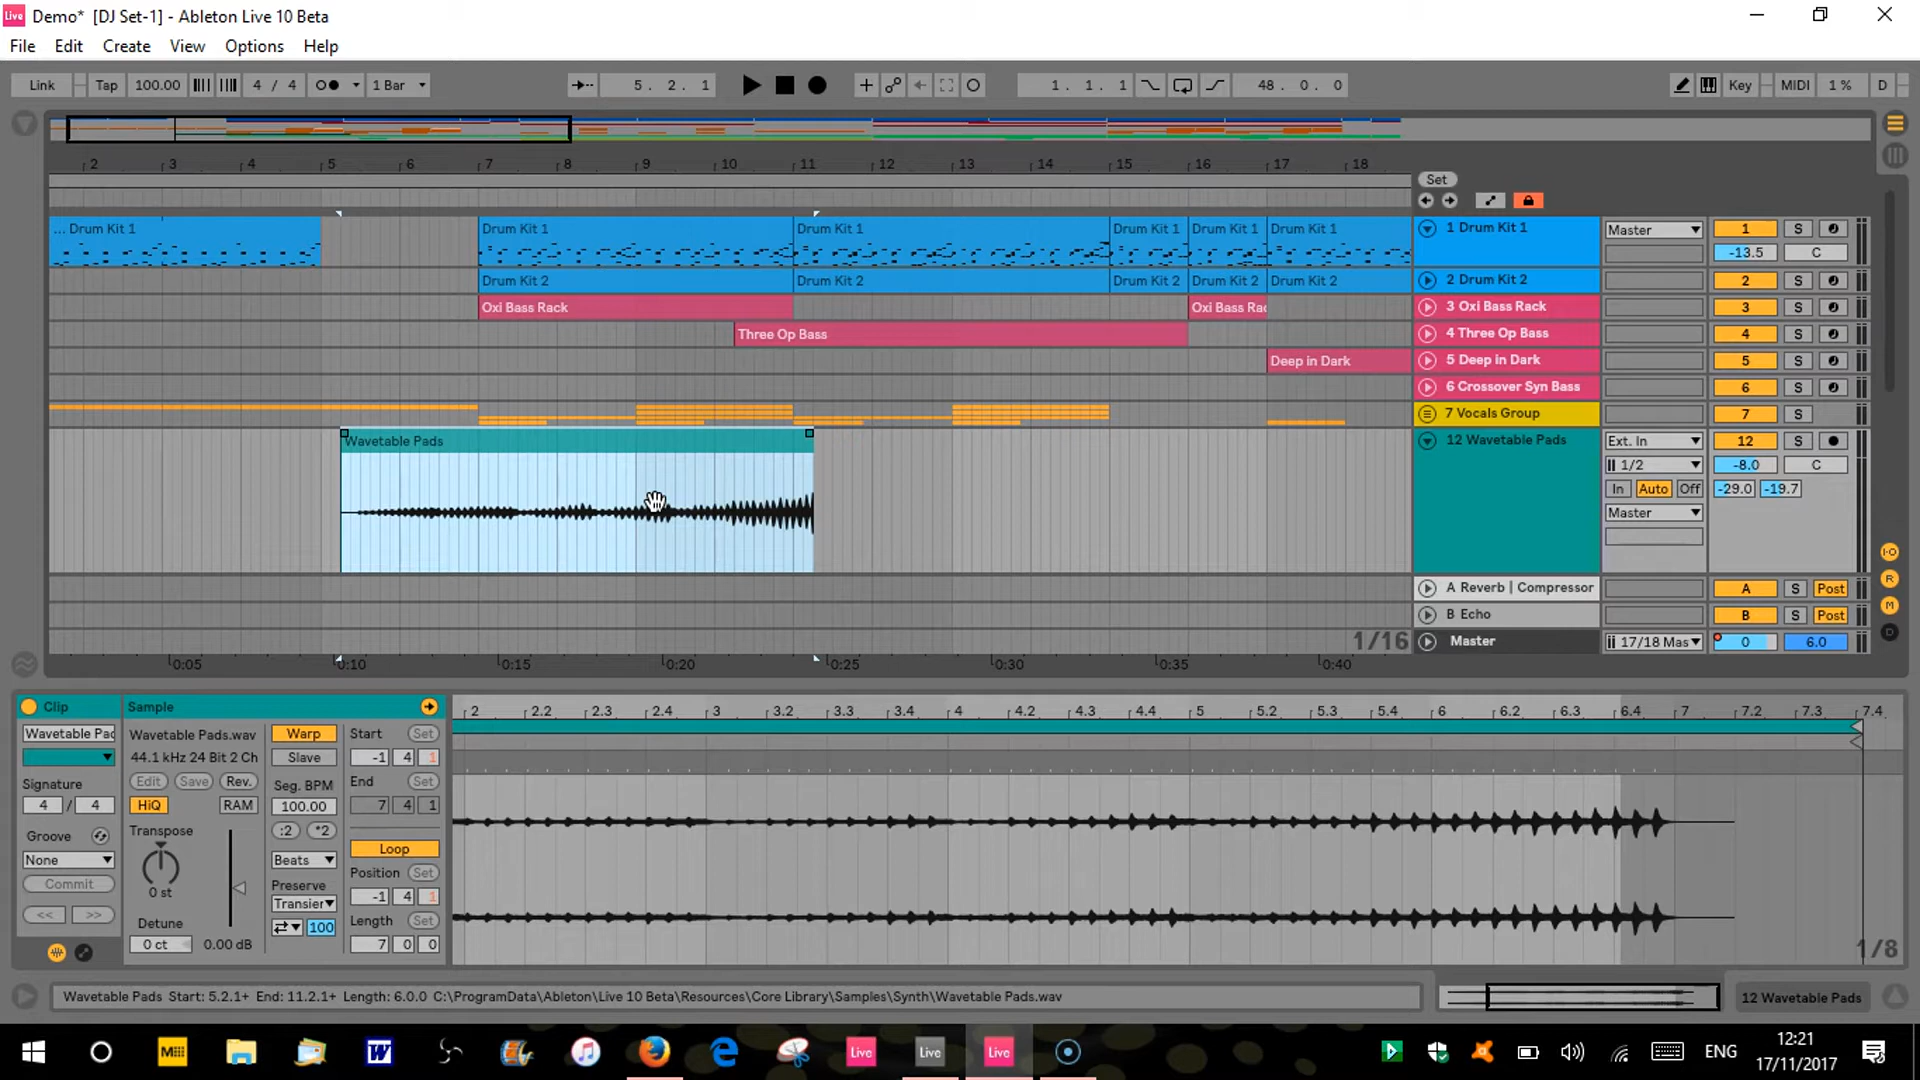 Live Demo* [DJ Set-1] - Ableton Live 10 Beta
File Edit Create View Options Help
Link Tap 100.00 4 / 4 1 Bar 5. 2. 1 1. 1. 1 48. 0. 0 Key MIDI 1 % D
2 3 4 5 6 7 8 9 10 11 12 13 14 15 16 17 18
Set
... Drum Kit 1 Drum Kit 1 Drum Kit 1 Drum Kit 1 Drum Kit 1 Drum Kit 1 1 Drum Kit 1 Master 1 S
-13.5 C
Drum Kit 2 Drum Kit 2 Drum Kit 2 Drum Kit 2 Drum Kit 2 2 Drum Kit 2 2 S
Oxi Bass Rack Oxi Bass Rac 3 Oxi Bass Rack 3 S
Three Op Bass 4 Three Op Bass 4 S
Deep in Dark 5 Deep in Dark 5 S
6 Crossover Syn Bass 6 S
7 Vocals Group 7 S
Wavetable Pads 12 Wavetable Pads Ext. In 12 S
1/2 -8.0 C
In Auto Off -29.0 -19.7
Master
A Reverb | Compressor A S Post
B Echo B S Post
1/16 Master 17/18 Mas 0 6.0
0:05 0:10 0:15 0:20 0:25 0:30 0:35 0:40
I·O
R
M
D
Clip Sample
2 2.2 2.3 2.4 3 3.2 3.3 3.4 4 4.2 4.3 4.4 5 5.2 5.3 5.4 6 6.2 6.3 6.4 7 7.2 7.3 7.4
Wavetable Pad Wavetable Pads.wav Warp Start Set
44.1 kHz 24 Bit 2 Ch Slave -1 4 1
Signature Edit Save Rev. Seg. BPM End Set
4 / 4 HiQ RAM 100.00 7 4 1
Groove Transpose :2 *2
None Beats Loop
Commit 0 st Preserve Position Set
Transier -1 4 1
<< >> Detune 100 Length Set
0 ct 0.00 dB 7 0 0
1/8
Wavetable Pads Start: 5.2.1+ End: 11.2.1+ Length: 6.0.0 C:\ProgramData\Ableton\Live 10 Beta\Resources\Core Library\Samples\Synth\Wavetable Pads.wav
12 Wavetable Pads
W Live Live Live ENG 12:21
17/11/2017